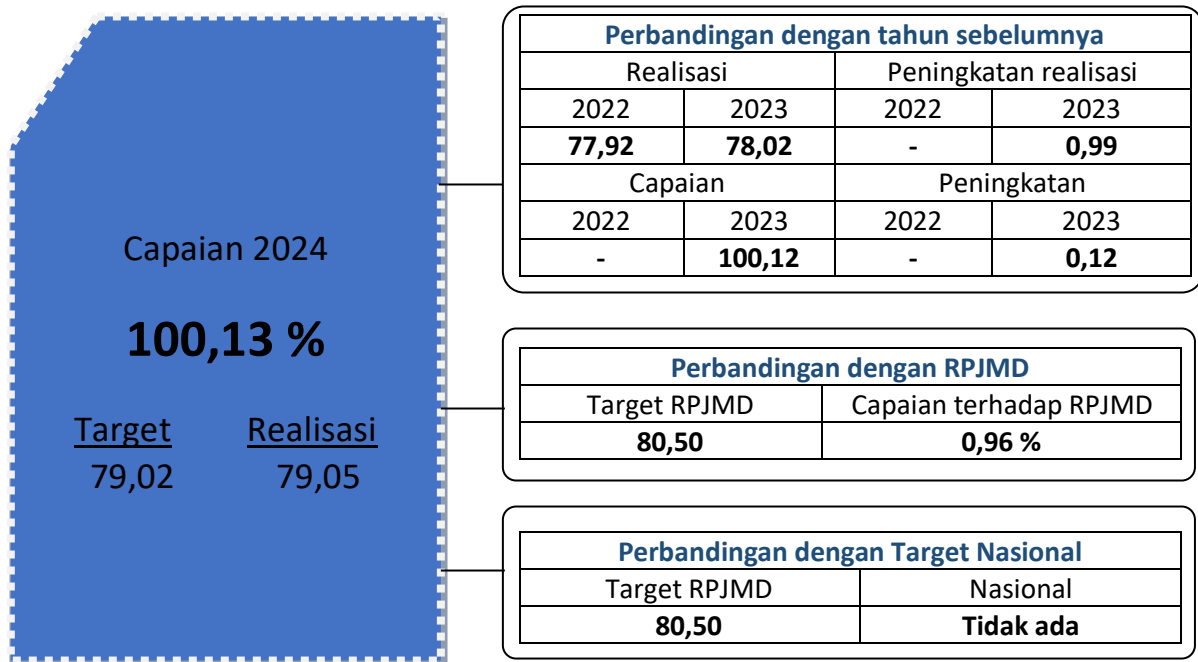 Capaian 2024
100,13 %
Target Realisasi
79,02 79,05
Perbandingan dengan tahun sebelumnya
Realisasi Peningkatan realisasi
2022 2023 2022 2023
77,92 78,02 - 0,99
Capaian Peningkatan
2022 2023 2022 2023
- 100,12 - 0,12
Perbandingan dengan RPJMD
Target RPJMD Capaian terhadap RPJMD
80,50 0,96 %
Perbandingan dengan Target Nasional
Target RPJMD Nasional
80,50 Tidak ada